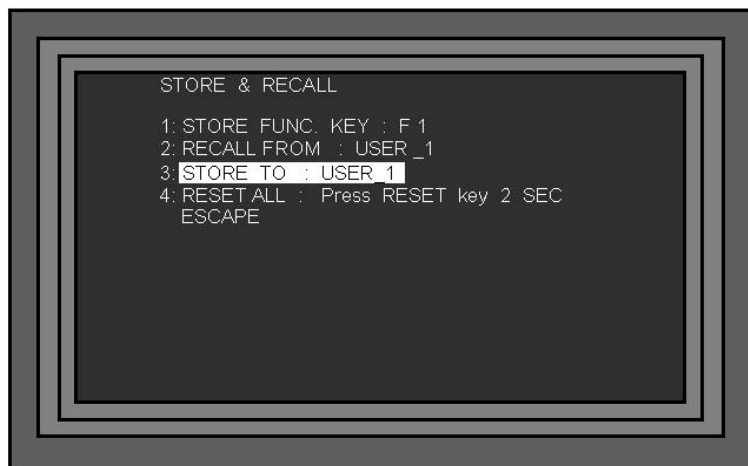 STORE & RECALL
1: STORE FUNC. KEY : F 1
2: RECALL FROM : USER _1
3: STORE TO : USER_1
4: RESET ALL : Press RESET key 2 SEC
ESCAPE